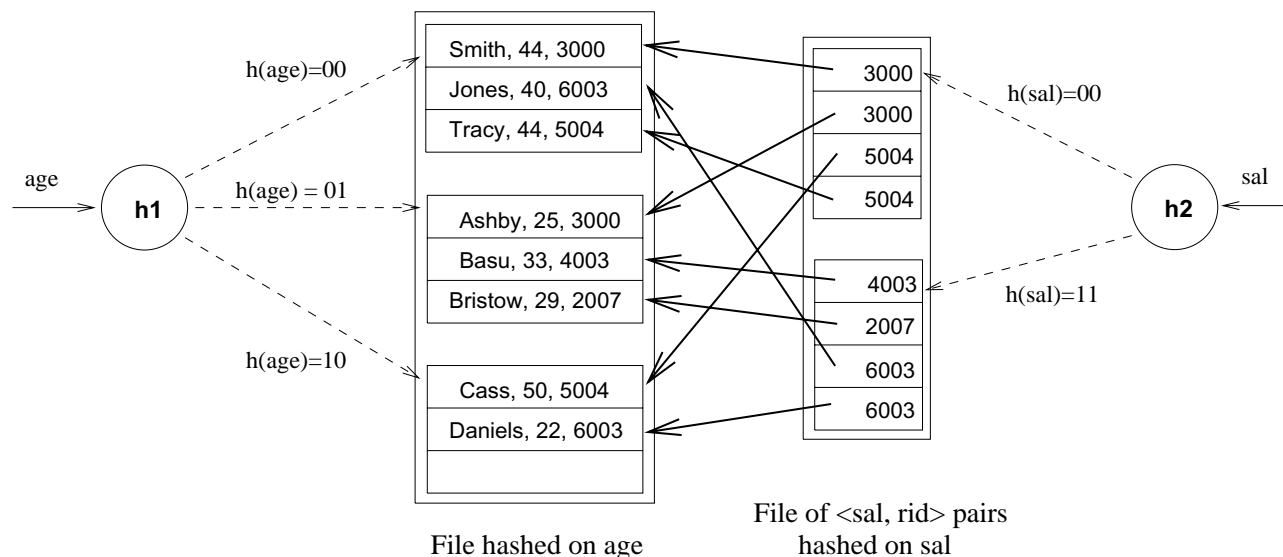 age
h1
h(age)=00
h(age) = 01
h(age)=10
Smith, 44, 3000
Jones, 40, 6003
Tracy, 44, 5004
Ashby, 25, 3000
Basu, 33, 4003
Bristow, 29, 2007
Cass, 50, 5004
Daniels, 22, 6003
File hashed on age
3000
3000
5004
5004
4003
2007
6003
6003
File of <sal, rid> pairs
hashed on sal
h(sal)=00
h(sal)=11
h2
sal